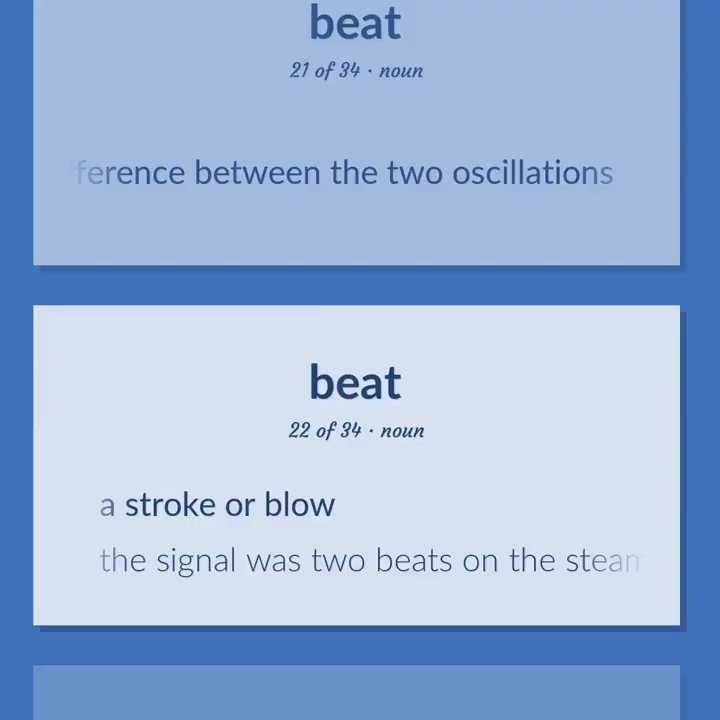 beat
21 of 34 · noun
ference between the two oscillations
beat
22 of 34 · noun
a stroke or blow
the signal was two beats on the steam